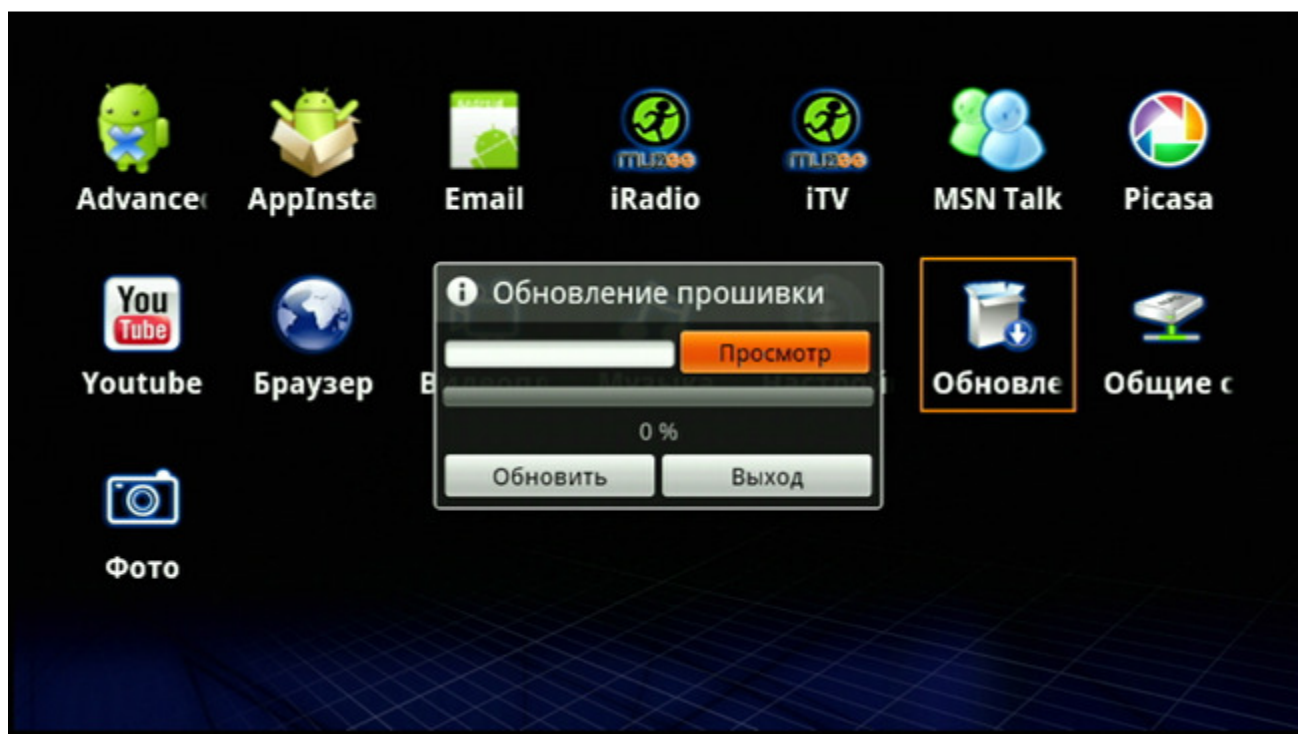 Advance
AppInsta
Email
iRadio
iTV
MSN Talk
Picasa
You
Tube
Youtube
Браузер
Обновление прошивки
Просмотр
0 %
Обновить
Выход
Обновле
Общие с
Фото